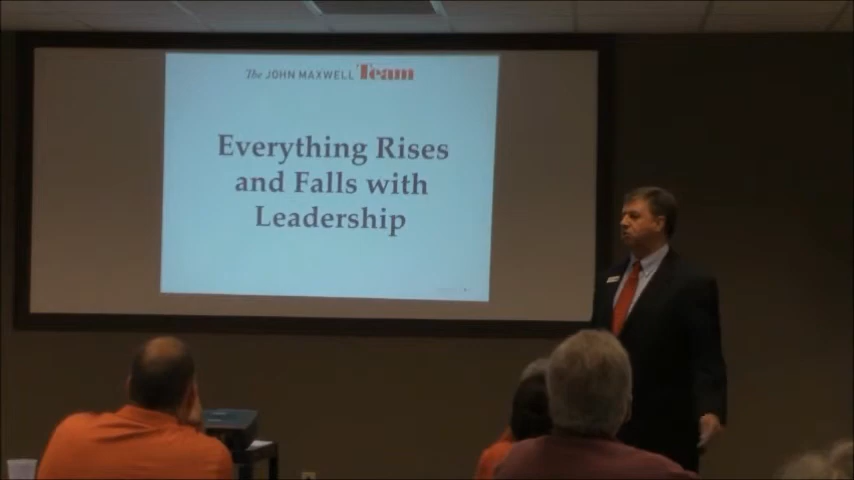 The JOHN MAXWELL Team
Everything Rises
and Falls with
Leadership